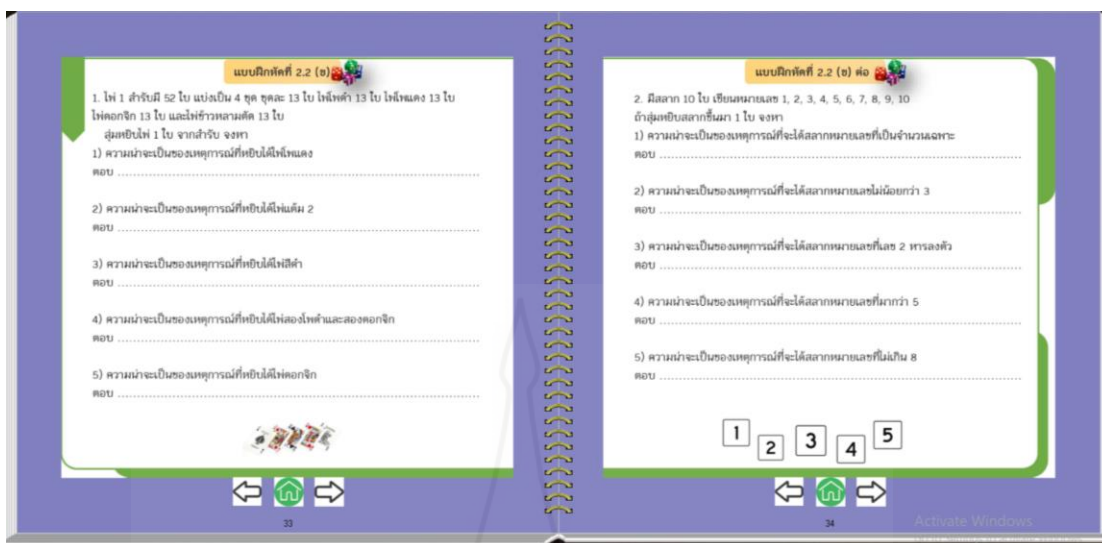 แบบฝึกหัดที่ 2.2 (ข)
1. ไพ่ 1 สำรับมี 52 ใบ แบ่งเป็น 4 ชุด ชุดละ 13 ใบ ไพ่โพดำ 13 ใบ ไพ่โพแดง 13 ใบ
ไพ่ดอกจิก 13 ใบ และไพ่ข้าวหลามตัด 13 ใบ
สุ่มหยิบไพ่ 1 ใบ จากสำรับ จงหา
1) ความน่าจะเป็นของเหตุการณ์ที่หยิบได้ไพ่โพแดง
ตอบ ................................................................
2) ความน่าจะเป็นของเหตุการณ์ที่หยิบได้ไพ่แต้ม 2
ตอบ ................................................................
3) ความน่าจะเป็นของเหตุการณ์ที่หยิบได้ไพ่สีดำ
ตอบ ................................................................
4) ความน่าจะเป็นของเหตุการณ์ที่หยิบได้ไพ่สองโพดำและสองดอกจิก
ตอบ ................................................................
5) ความน่าจะเป็นของเหตุการณ์ที่หยิบได้ไพ่ดอกจิก
ตอบ ................................................................
33
แบบฝึกหัดที่ 2.2 (ข) ต่อ
2. มีสลาก 10 ใบ เขียนหมายเลข 1, 2, 3, 4, 5, 6, 7, 8, 9, 10
ถ้าสุ่มหยิบสลากขึ้นมา 1 ใบ จงหา
1) ความน่าจะเป็นของเหตุการณ์ที่จะได้สลากหมายเลขที่เป็นจำนวนเฉพาะ
ตอบ ................................................................
2) ความน่าจะเป็นของเหตุการณ์ที่จะได้สลากหมายเลขไม่น้อยกว่า 3
ตอบ ................................................................
3) ความน่าจะเป็นของเหตุการณ์ที่จะได้สลากหมายเลขที่เลข 2 หารลงตัว
ตอบ ................................................................
4) ความน่าจะเป็นของเหตุการณ์ที่จะได้สลากหมายเลขที่มากว่า 5
ตอบ ................................................................
5) ความน่าจะเป็นของเหตุการณ์ที่จะได้สลากหมายเลขที่ไม่เกิน 8
ตอบ ................................................................
1 2 3 4 5
34
Activate Windows